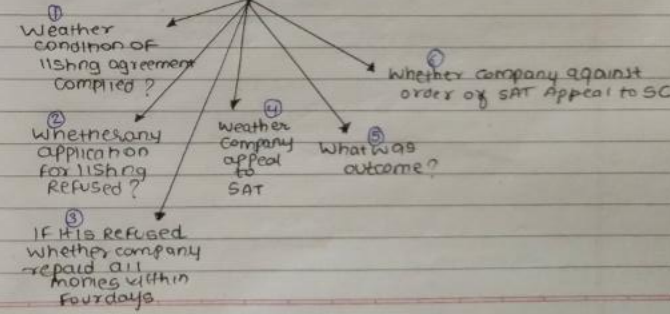 ①
Weather
condition OF
listing agreement
complied ?
②
Whether any
application
for listing
Refused ?
③
IF it is Refused
Whether company
repaid all
monies within
Fourdays.
④
Weather
company
appeal
to
SAT
⑤
What was
outcome ?
⑥
Whether company against
order of SAT Appeal to SC